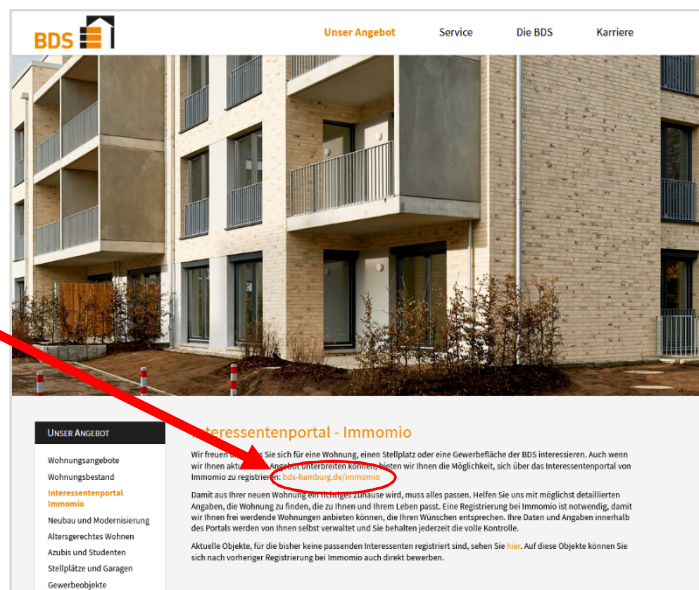 BDS
Unser Angebot Service Die BDS Karriere
UNSER ANGEBOT
Wohnungsangebote
Wohnungsbestand
Interessentenportal
Immomio
Neubau und Modernisierung
Altersgerechtes Wohnen
Azubis und Studenten
Stellplätze und Garagen
Gewerbeobjekte
Interessentenportal - Immomio
Wir freuen Sie sich für eine Wohnung, einen Stellplatz oder eine Gewerbefläche der BDS interessieren. Auch wenn
wir Ihnen Angebot unterbreiten können, bieten wir Ihnen die Möglichkeit, sich über das Interessentenportal von
Immomio zu registrieren: bds-hamburg.de/immomio
Damit aus Ihrer neuen Wohnung ein richtiges Zuhause wird, muss alles passen. Helfen Sie uns mit möglichst detaillierten
Angaben, die Wohnung zu finden, die zu Ihnen und Ihrem Leben passt. Eine Registrierung bei Immomio ist notwendig, damit
wir Ihnen frei werdende Wohnungen anbieten können, die Ihren Wünschen entsprechen. Ihre Daten und Angaben innerhalb
des Portals werden von Ihnen selbst verwaltet und Sie behalten jederzeit die volle Kontrolle.
Aktuelle Objekte, für die bisher keine passenden Interessenten registriert sind, sehen Sie hier. Auf diese Objekte können Sie
sich nach vorheriger Registrierung bei Immomio auch direkt bewerben.